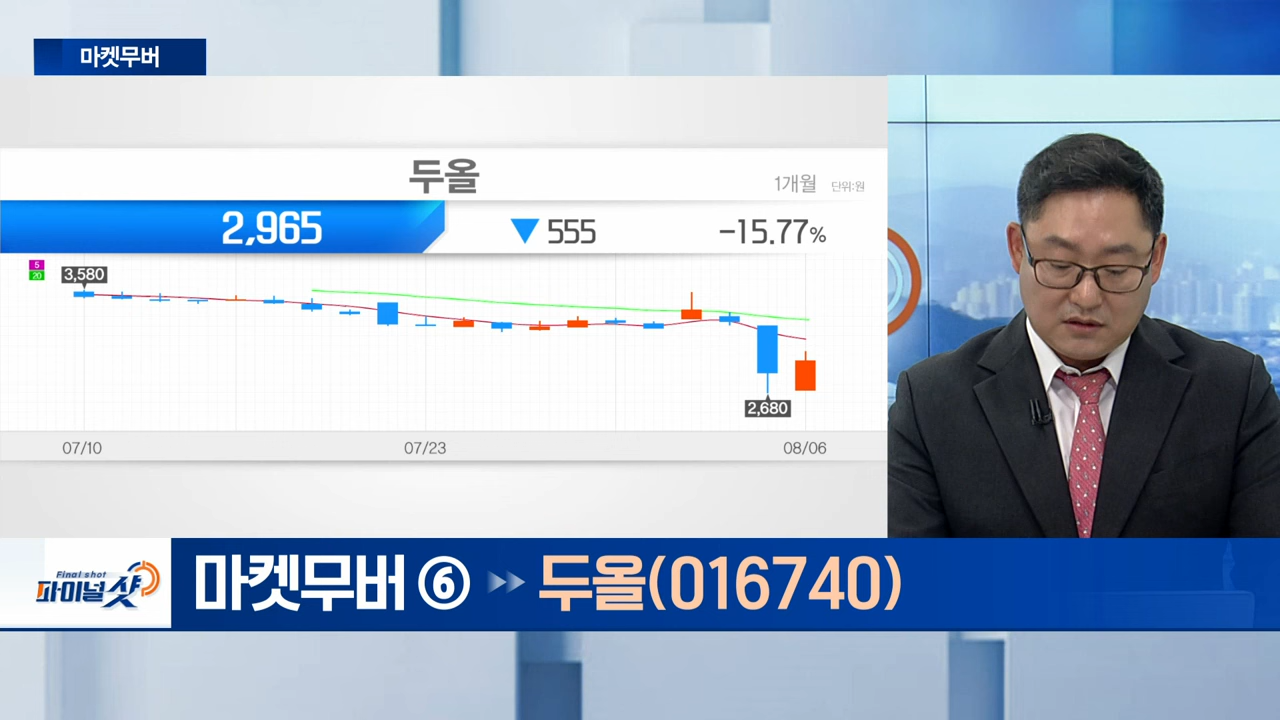 마켓무버
두올
1개월 단위:원
2,965 ▼ 555 -15.77%
5
20
3,580
2,680
07/10 07/23 08/06
Final shot
파이널샷
마켓무버 ⑥ 두올(016740)